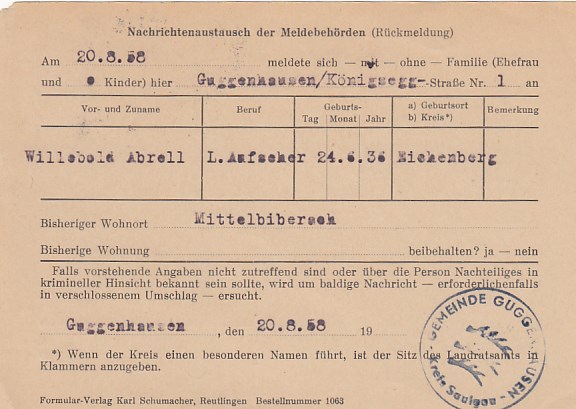 Nachrichtenaustausch der Meldebehörden (Rückmeldung)
Am 20.8.58 meldete sich — mit — ohne — Familie (Ehefrau
und Kinder) hier Guggenhausen/Königsegg-Straße Nr. 1 an
Vor- und Zuname Beruf Geburts- Tag Monat Jahr a) Geburtsort b) Kreis*) Bemerkung
Willebold Abrell L.Aufseher 24.6.36 Eichenberg
Bisheriger Wohnort Mittelbiberach
Bisherige Wohnung beibehalten? ja — nein
Falls vorstehende Angaben nicht zutreffend sind oder über die Person Nachteiliges in
krimineller Hinsicht bekannt sein sollte, wird um baldige Nachricht — erforderlichenfalls
in verschlossenem Umschlag — ersucht.
Guggenhausen, den 20.8.58 19
*) Wenn der Kreis einen besonderen Namen führt, ist der Sitz des Landratsamts in
Klammern anzugeben.
GEMEINDE GUGGENHAUSEN
Kreis Saulgau
Formular-Verlag Karl Schumacher, Reutlingen Bestellnummer 1063